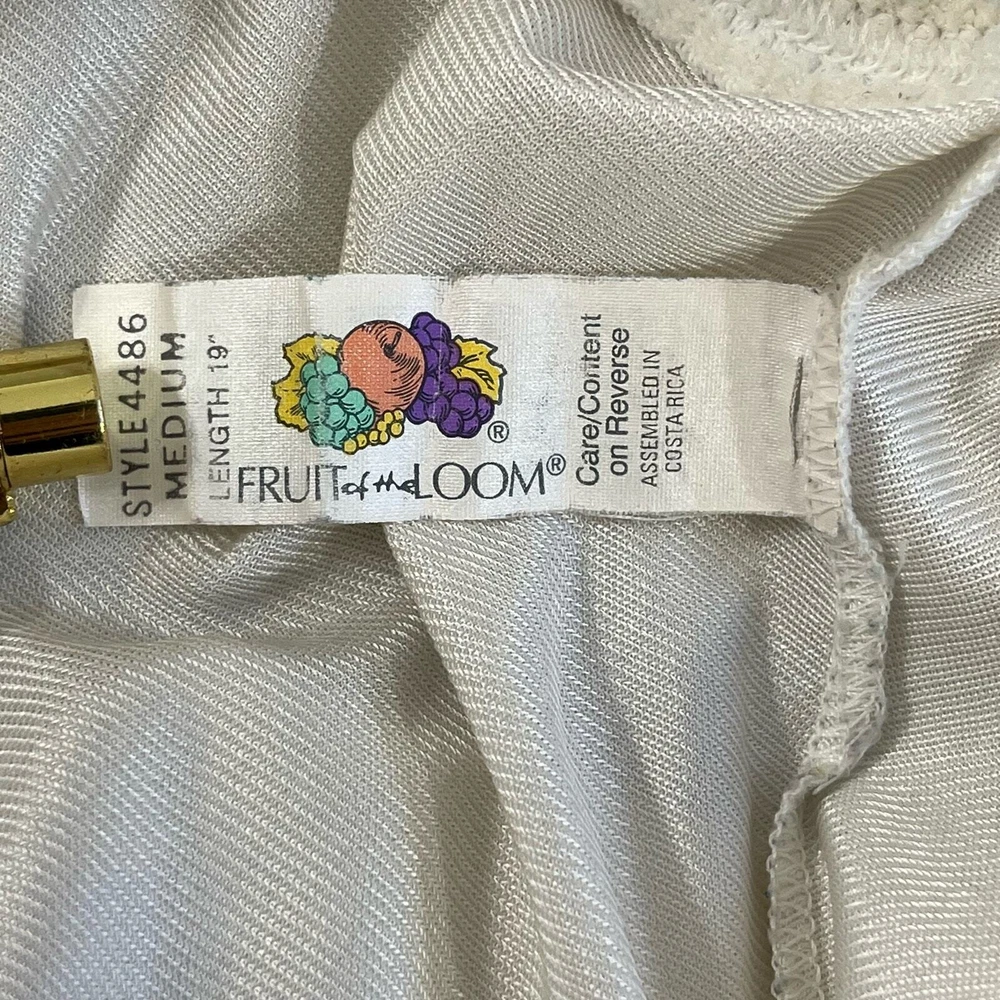 STYLE 4486
MEDIUM
LENGTH 19"
®
FRUIT of the LOOM®
Care/Content
on Reverse
ASSEMBLED IN
COSTA RICA